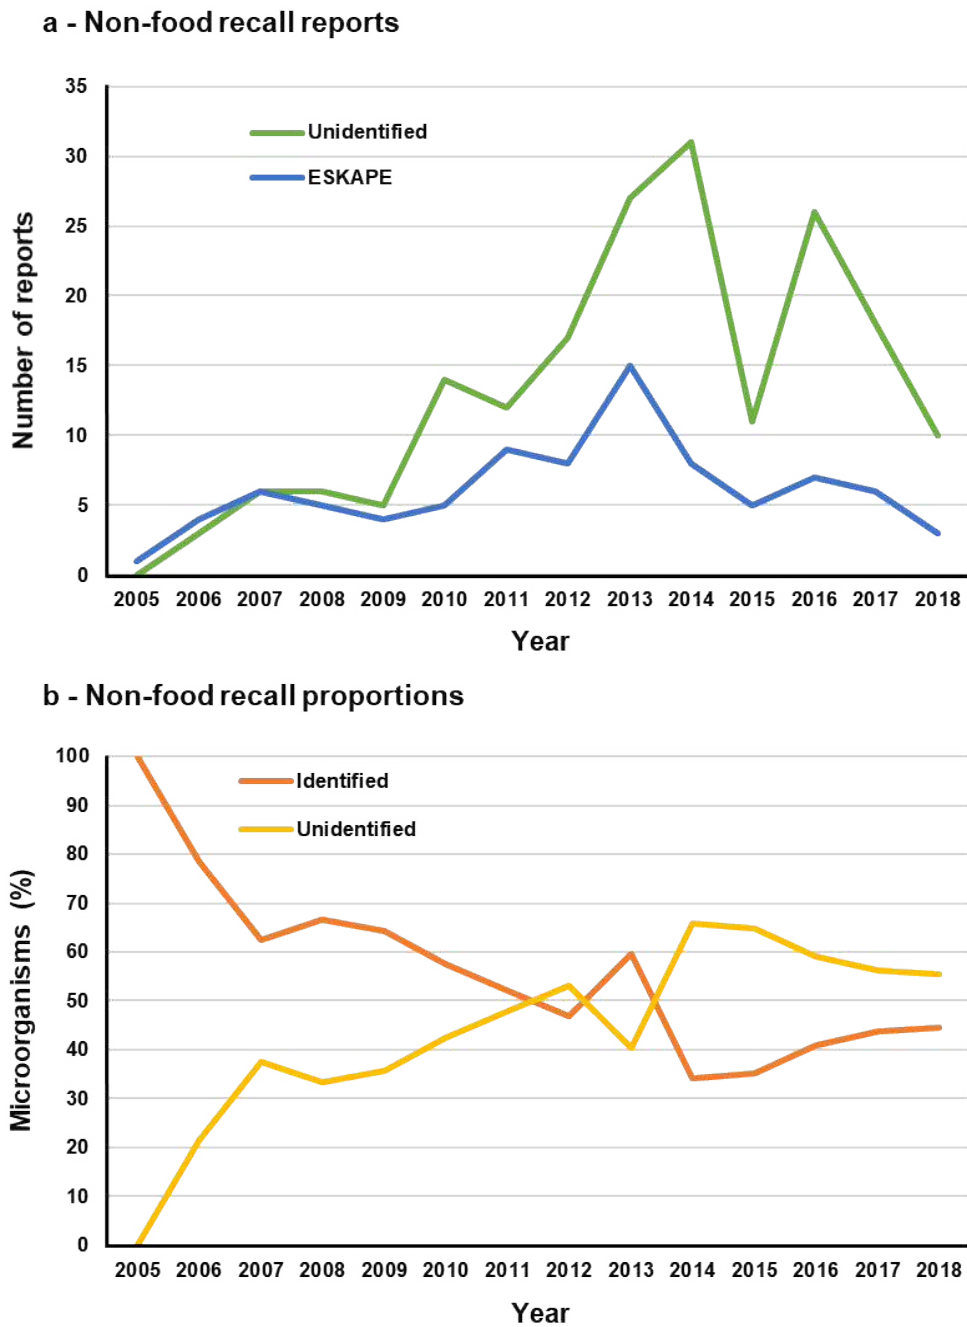 a - Non-food recall reports
35
30
25
20
15
10
5
0
Number of reports
Unidentified
ESKAPE
2005 2006 2007 2008 2009 2010 2011 2012 2013 2014 2015 2016 2017 2018
Year
b - Non-food recall proportions
100
90
80
70
60
50
40
30
20
10
0
Microorganisms (%)
Identified
Unidentified
2005 2006 2007 2008 2009 2010 2011 2012 2013 2014 2015 2016 2017 2018
Year